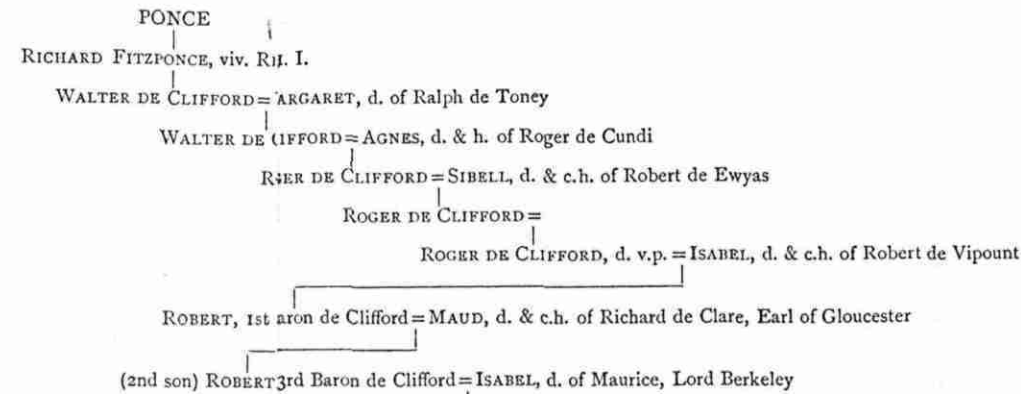 PONCE
RICHARD FITZPONCE, viv. I.
WALTER DE CLIFFORD = ARGARET, d. of Ralph de Toney
WALTER DE IFFORD = AGNES, d. & h. of Roger de Cundi
DE CLIFFORD = SIBELL, d. & c.h. of Robert de Ewyas
ROGER DE CLIFFORD =
ROGER DE CLIFFORD, d. v.p. = ISABEL, d. & c.h. of Robert de Vipount
ROBERT, 1st aron de Clifford = MAUD, d. & c.h. of Richard de Clare, Earl of Gloucester
(2nd son) ROBERT 3rd Baron de Clifford = ISABEL, d. of Maurice, Lord Berkeley